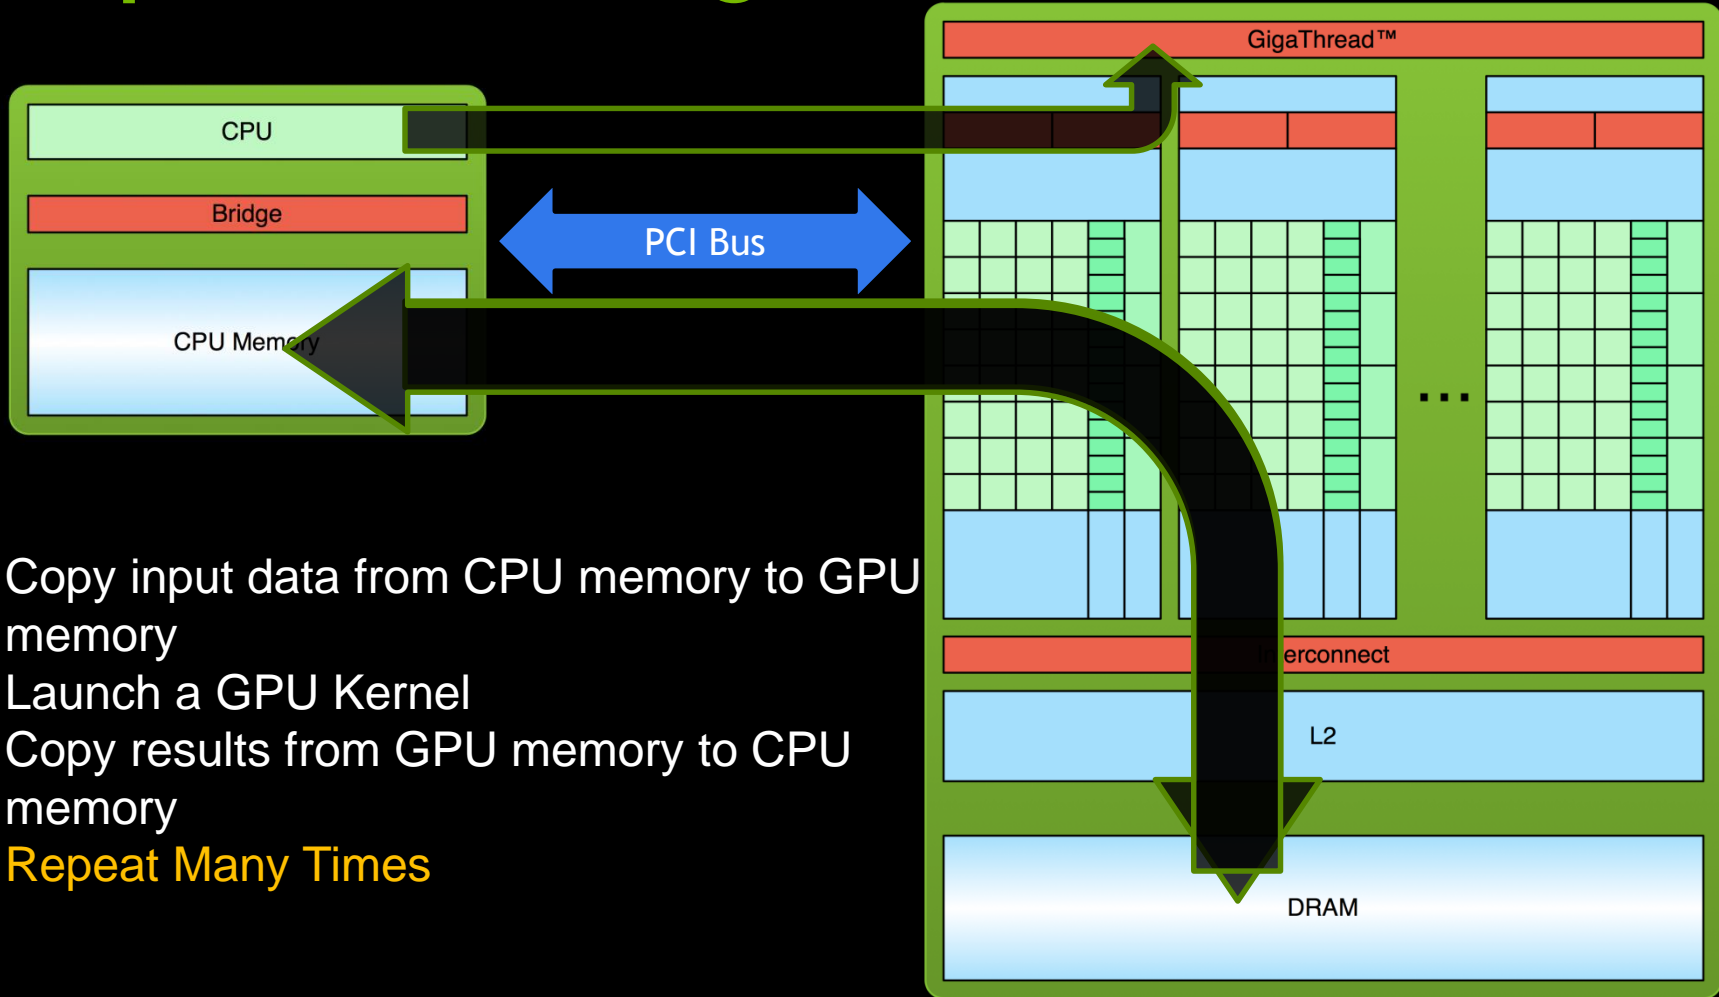 GigaThread™
CPU
Bridge
PCI Bus
CPU Memory
...
Copy input data from CPU memory to GPU
memory
Launch a GPU Kernel
Copy results from GPU memory to CPU
memory
Repeat Many Times
Interconnect
L2
DRAM